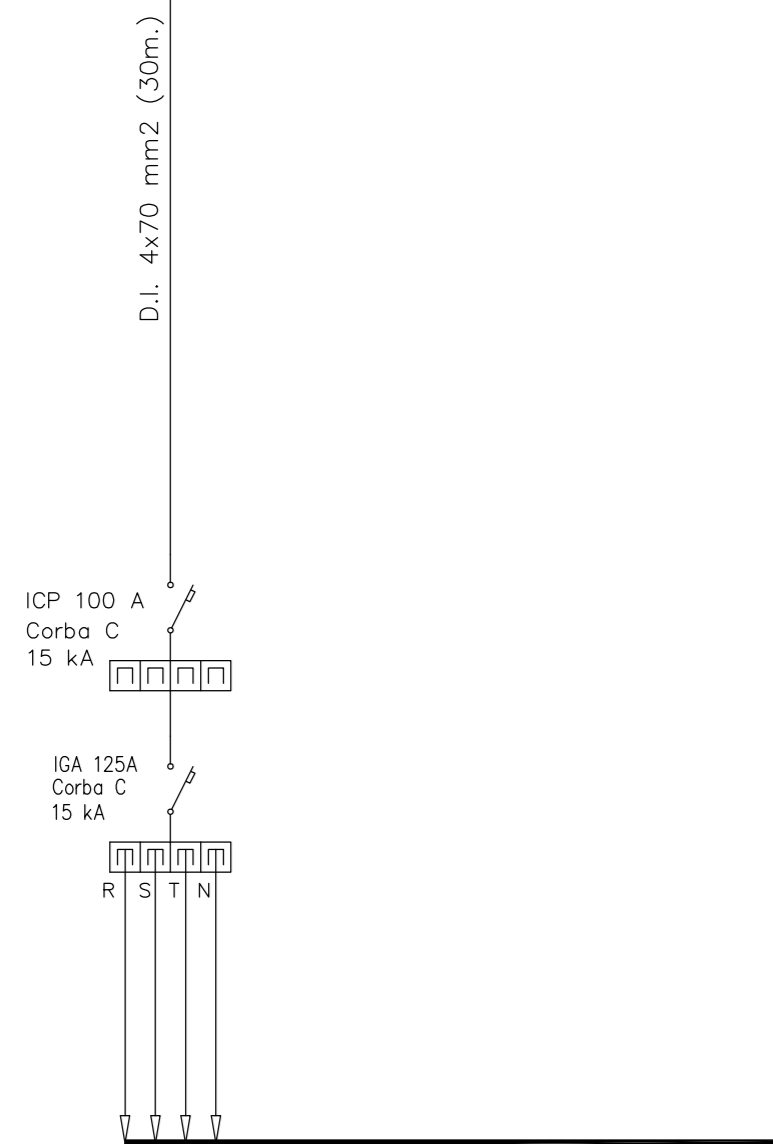 D.I. 4x70 mm2 (30m.)
ICP 100 A
Corba C
15 kA
IGA 125A
Corba C
15 kA
R S T N